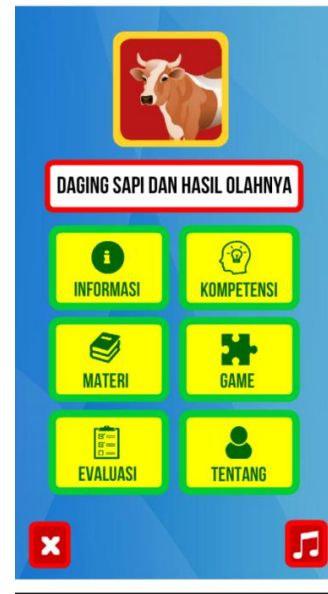 DAGING SAPI DAN HASIL OLAHNYA
INFORMASI
KOMPETENSI
MATERI
GAME
EVALUASI
TENTANG